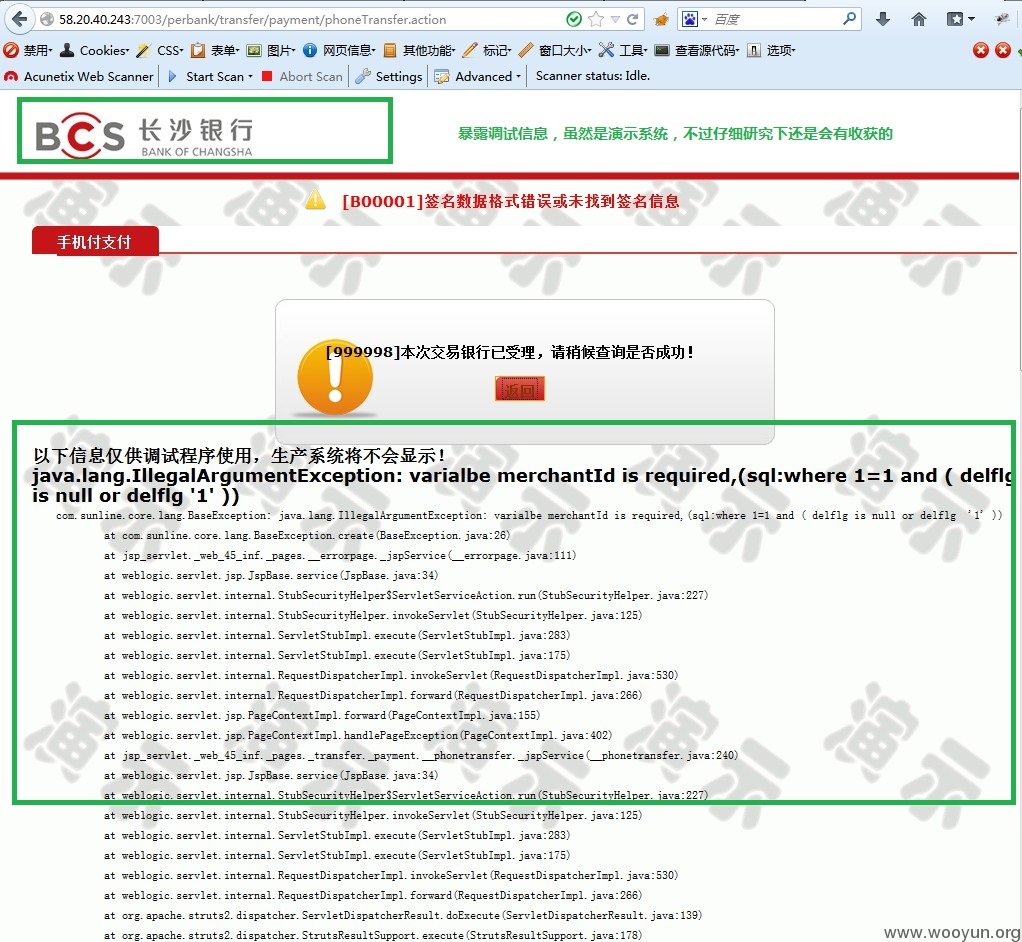 58.20.40.243:7003/perbank/transfer/payment/phoneTransfer.action
百度
禁用 Cookies CSS 表单 图片 网页信息 其他功能 标记 窗口大小 工具 查看源代码 选项
Acunetix Web Scanner Start Scan Abort Scan Settings Advanced Scanner status: Idle.
BCS 长沙银行
BANK OF CHANGSHA
暴露调试信息，虽然是演示系统，不过仔细研究下还是会有收获的
[B00001]签名数据格式错误或未找到签名信息
手机付支付
[999998]本次交易银行已受理，请稍候查询是否成功！
返回
以下信息仅供调试程序使用，生产系统将不会显示！
java.lang.IllegalArgumentException: varialbe merchantId is required,(sql:where 1=1 and ( delflg
is null or delflg '1' ))
com.sunline.core.lang.BaseException: java.lang.IllegalArgumentException: varialbe merchantId is required,(sql:where 1=1 and ( delflg is null or delflg '1' ))
at com.sunline.core.lang.BaseException.create(BaseException.java:26)
at jsp_servlet._web_45_inf._pages.__errorpage._jspService(__errorpage.java:111)
at weblogic.servlet.jsp.JspBase.service(JspBase.java:34)
at weblogic.servlet.internal.StubSecurityHelper$ServletServiceAction.run(StubSecurityHelper.java:227)
at weblogic.servlet.internal.StubSecurityHelper.invokeServlet(StubSecurityHelper.java:125)
at weblogic.servlet.internal.ServletStubImpl.execute(ServletStubImpl.java:283)
at weblogic.servlet.internal.ServletStubImpl.execute(ServletStubImpl.java:175)
at weblogic.servlet.internal.RequestDispatcherImpl.invokeServlet(RequestDispatcherImpl.java:530)
at weblogic.servlet.internal.RequestDispatcherImpl.forward(RequestDispatcherImpl.java:266)
at weblogic.servlet.jsp.PageContextImpl.forward(PageContextImpl.java:155)
at weblogic.servlet.jsp.PageContextImpl.handlePageException(PageContextImpl.java:402)
at jsp_servlet._web_45_inf._pages._transfer._payment.__phonetransfer._jspService(__phonetransfer.java:240)
at weblogic.servlet.jsp.JspBase.service(JspBase.java:34)
at weblogic.servlet.internal.StubSecurityHelper$ServletServiceAction.run(StubSecurityHelper.java:227)
at weblogic.servlet.internal.StubSecurityHelper.invokeServlet(StubSecurityHelper.java:125)
at weblogic.servlet.internal.ServletStubImpl.execute(ServletStubImpl.java:283)
at weblogic.servlet.internal.ServletStubImpl.execute(ServletStubImpl.java:175)
at weblogic.servlet.internal.RequestDispatcherImpl.invokeServlet(RequestDispatcherImpl.java:530)
at weblogic.servlet.internal.RequestDispatcherImpl.forward(RequestDispatcherImpl.java:266)
at org.apache.struts2.dispatcher.ServletDispatcherResult.doExecute(ServletDispatcherResult.java:139)
at org.apache.struts2.dispatcher.StrutsResultSupport.execute(StrutsResultSupport.java:178)
演示
www.wooyun.org